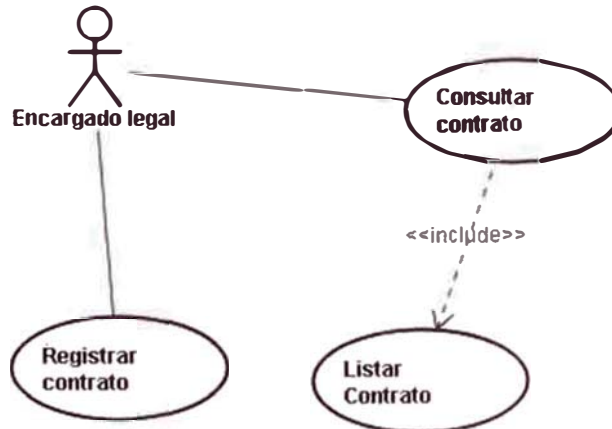 Encargado legal
Consultar
contrato
<<include>>
Registrar
contrato
Listar
Contrato